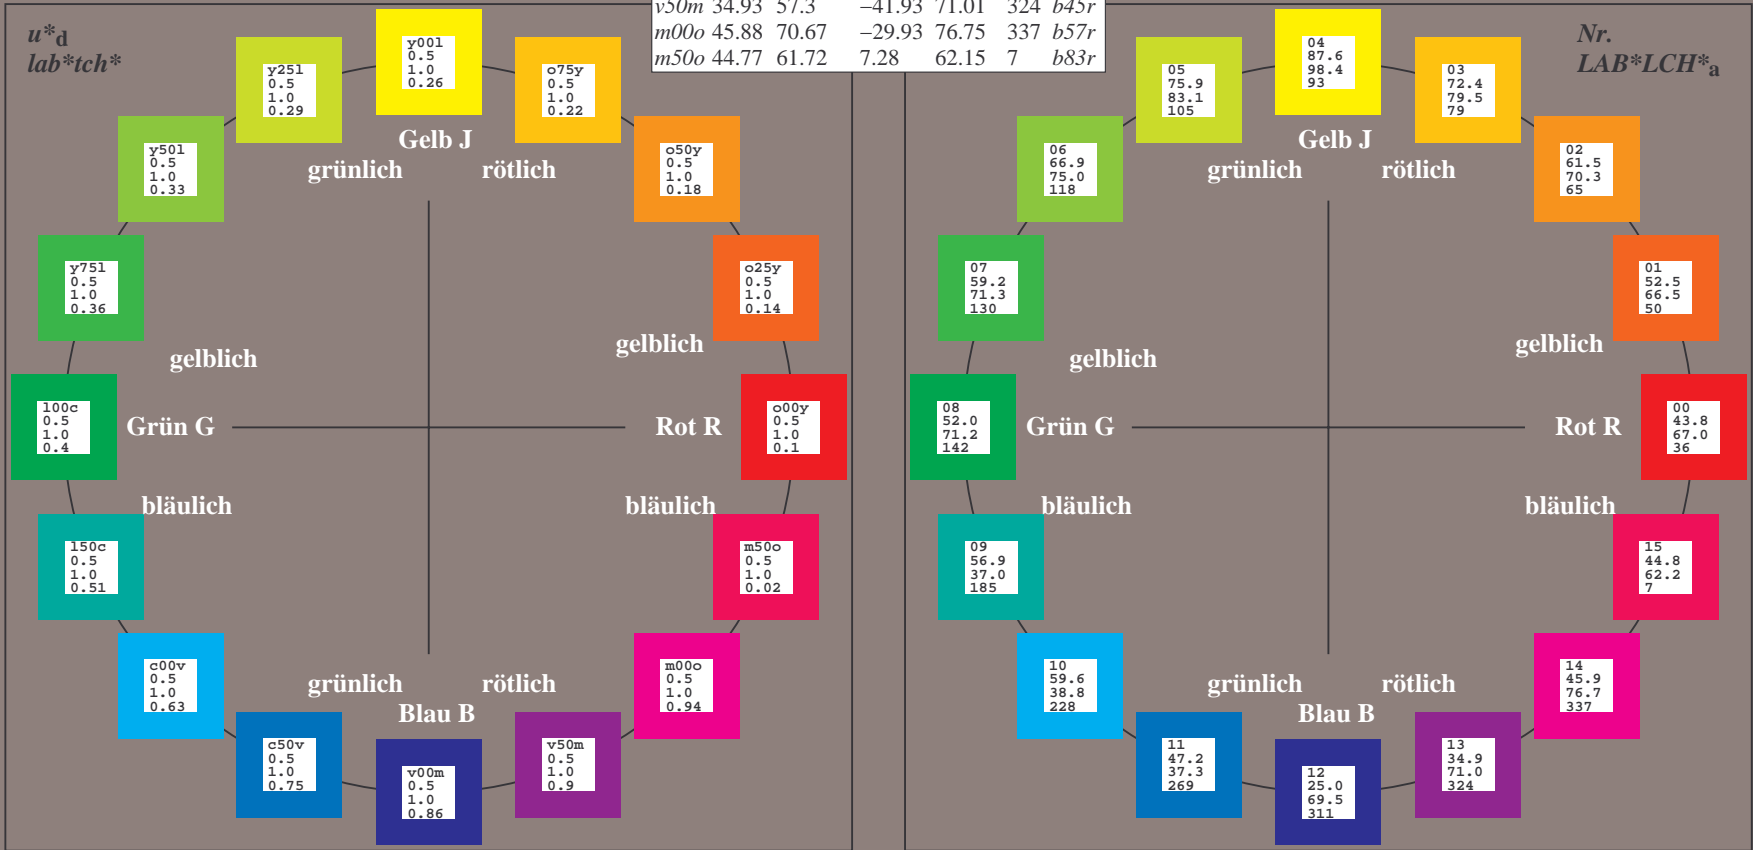 v50m 34.93 57.3 −41.93 71.01 324 b45r
m00o 45.88 70.67 −29.93 76.75 337 b57r
m50o 44.77 61.72 7.28 62.15 7 b83r
u*d
lab*tch*
y00l
0.5
1.0
0.26
y25l
0.5
1.0
0.29
o75y
0.5
1.0
0.22
Gelb J
grünlich rötlich
y50l
0.5
1.0
0.33
o50y
0.5
1.0
0.18
y75l
0.5
1.0
0.36
o25y
0.5
1.0
0.14
gelblich
gelblich
l00c
0.5
1.0
0.4
Grün G
Rot R
o00y
0.5
1.0
0.1
bläulich
bläulich
l50c
0.5
1.0
0.51
m50o
0.5
1.0
0.02
c00v
0.5
1.0
0.63
m00o
0.5
1.0
0.94
grünlich rötlich
Blau B
c50v
0.5
1.0
0.75
v50m
0.5
1.0
0.9
v00m
0.5
1.0
0.86
Nr.
LAB*LCH*a
04
87.6
98.4
93
05
75.9
83.1
105
03
72.4
79.5
79
Gelb J
grünlich rötlich
06
66.9
75.0
118
02
61.5
70.3
65
07
59.2
71.3
130
01
52.5
66.5
50
gelblich
gelblich
08
52.0
71.2
142
Grün G
Rot R
00
43.8
67.0
36
bläulich
bläulich
09
56.9
37.0
185
15
44.8
62.2
7
10
59.6
38.8
228
14
45.9
76.7
337
grünlich rötlich
Blau B
11
47.2
37.3
269
13
34.9
71.0
324
12
25.0
69.5
311